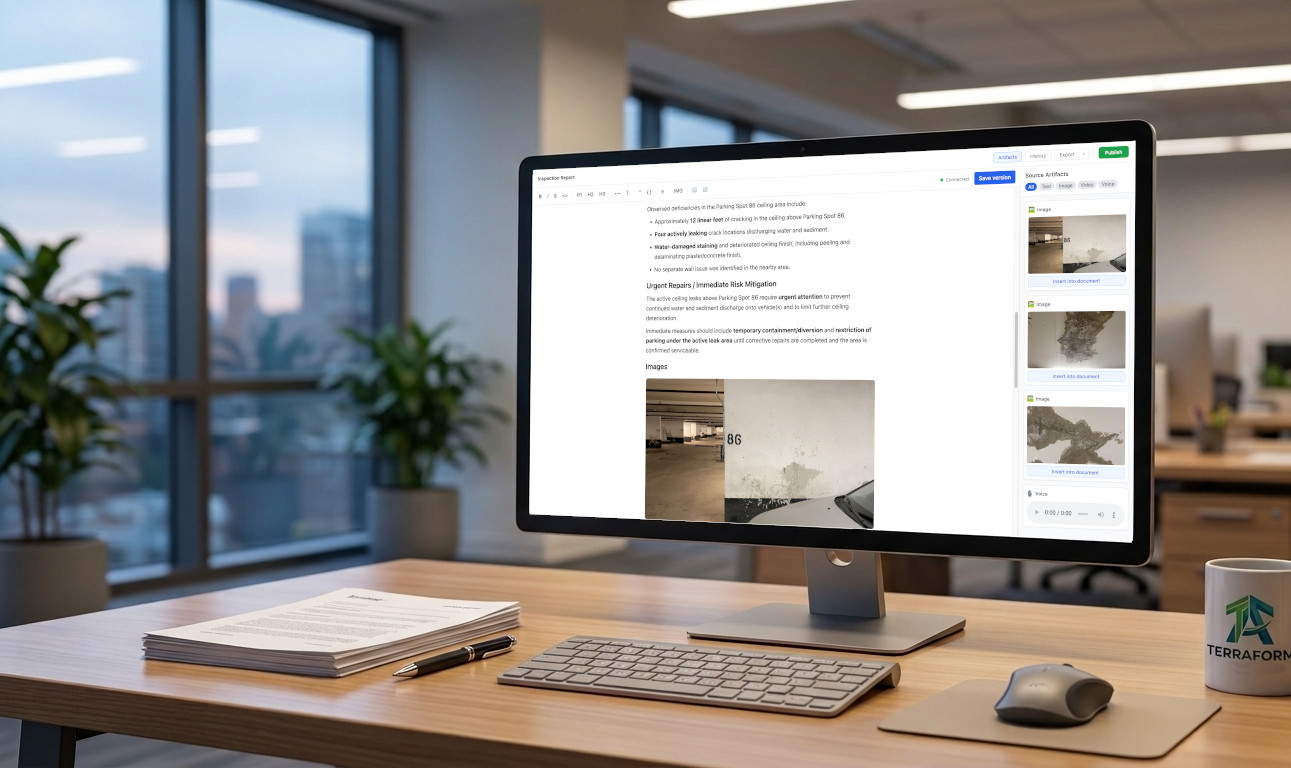 Inspection Report
Artifacts
History
Export
Publish
B
I
S
<>
H1
H2
H3
1.
"
{ }
IMG
Connected
Save version
Observed deficiencies in the Parking Spot 86 ceiling area include:
• Approximately 12 linear feet of cracking in the ceiling above Parking Spot 86.
• Four actively leaking crack locations discharging water and sediment.
• Water-damaged staining and deteriorated ceiling finish, including peeling and
delaminating plaster/concrete finish.
• No separate wall issue was identified in the nearby area.
Urgent Repairs / Immediate Risk Mitigation
The active ceiling leaks above Parking Spot 86 require urgent attention to prevent
continued water and sediment discharge onto vehicle(s) and to limit further ceiling
deterioration.
Immediate measures should include temporary containment/diversion and restriction of
parking under the active leak area until corrective repairs are completed and the area is
confirmed serviceable.
Images
86
Source Artifacts
All
Text
Image
Video
Voice
Image
86
Insert into document
Image
Insert into document
Image
Insert into document
Voice
0:00 / 0:00
TERRAFORM